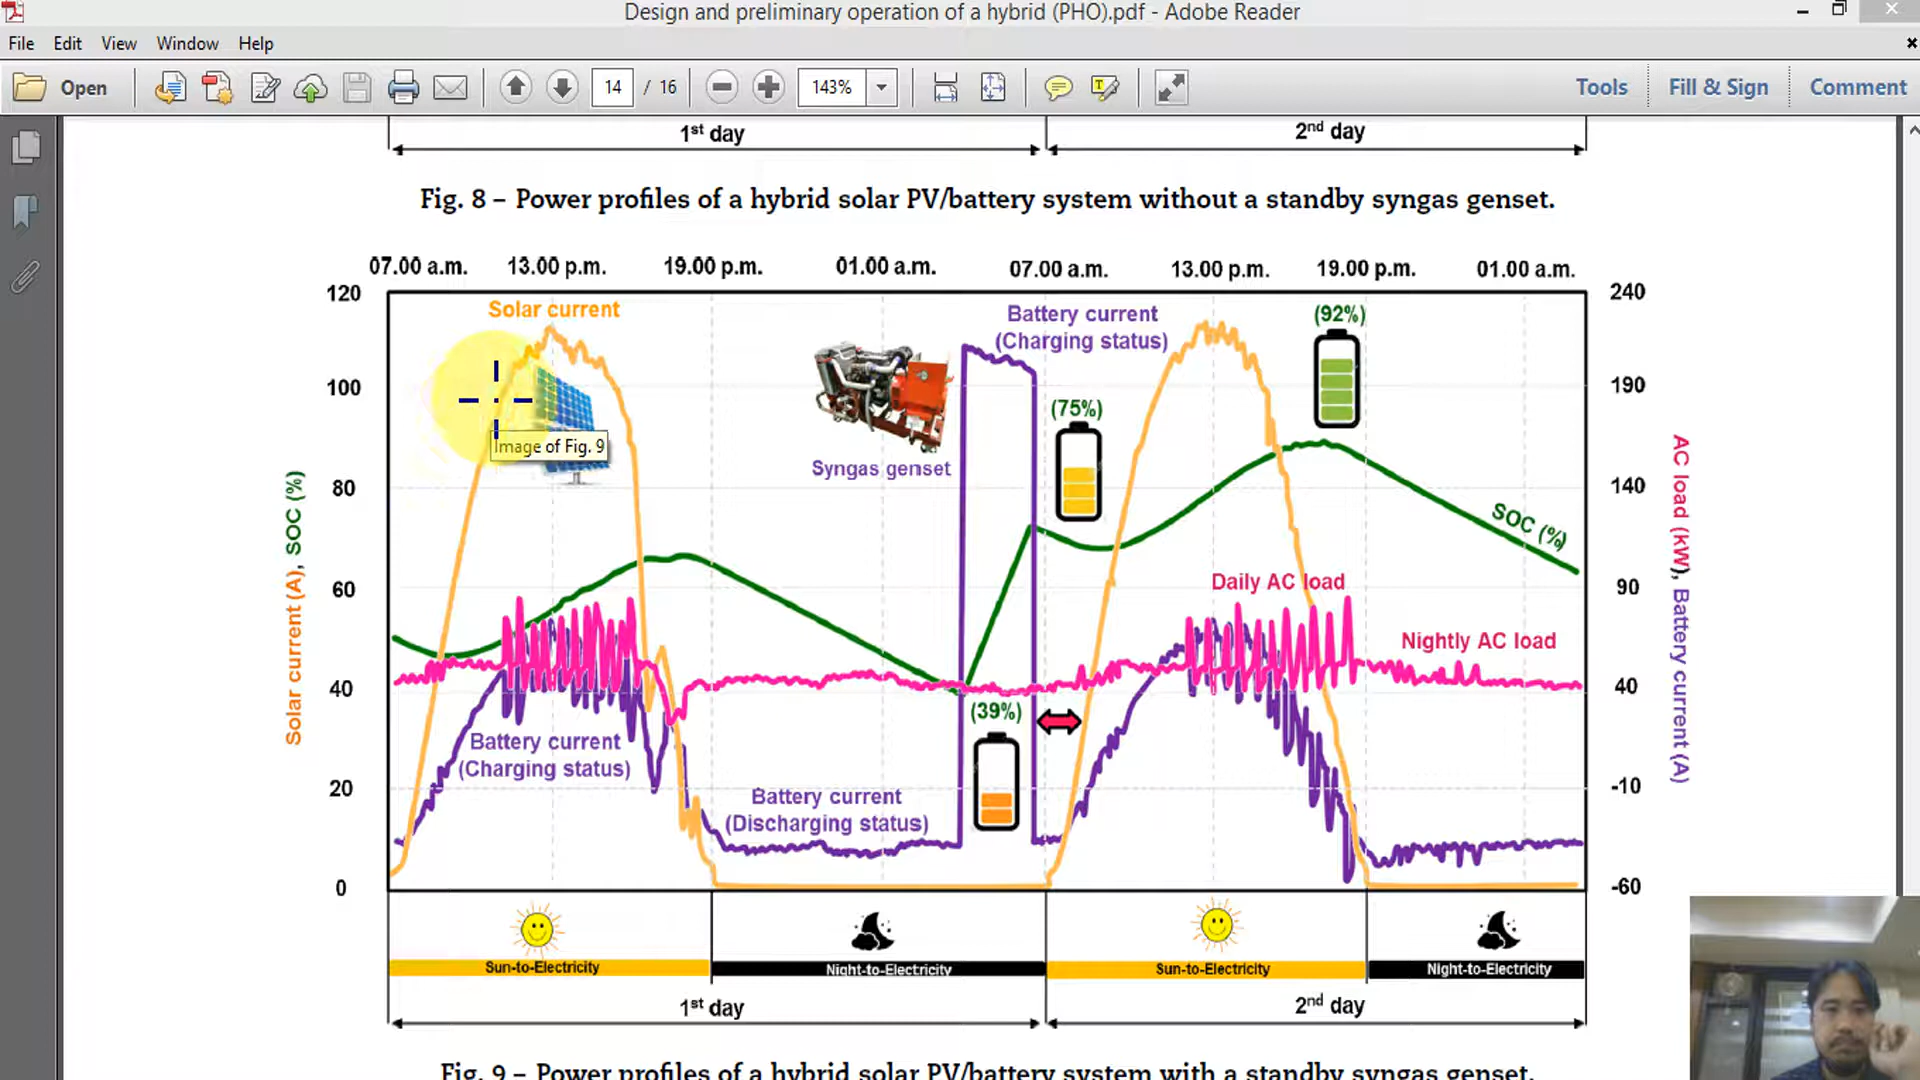 Design and preliminary operation of a hybrid (PHO).pdf - Adobe Reader
File Edit View Window Help
Open 14 / 16 143% Tools Fill & Sign Comment
1st day 2nd day
Fig. 8 – Power profiles of a hybrid solar PV/battery system without a standby syngas genset.
07.00 a.m. 13.00 p.m. 19.00 p.m. 01.00 a.m. 07.00 a.m. 13.00 p.m. 19.00 p.m. 01.00 a.m.
120 240
Solar current
Battery current
(Charging status)
(92%)
100 190
(75%)
Image of Fig. 9
Syngas genset
80 140
SOC (%)
Solar current (A), SOC (%)
AC load (kW), Battery current (A)
60 90
Daily AC load
Nightly AC load
40 40
(39%)
Battery current
(Charging status)
20 -10
Battery current
(Discharging status)
0 -60
Sun-to-Electricity Night-to-Electricity Sun-to-Electricity Night-to-Electricity
1st day 2nd day
Fig. 9 – Power profiles of a hybrid solar PV/battery system with a standby syngas genset.